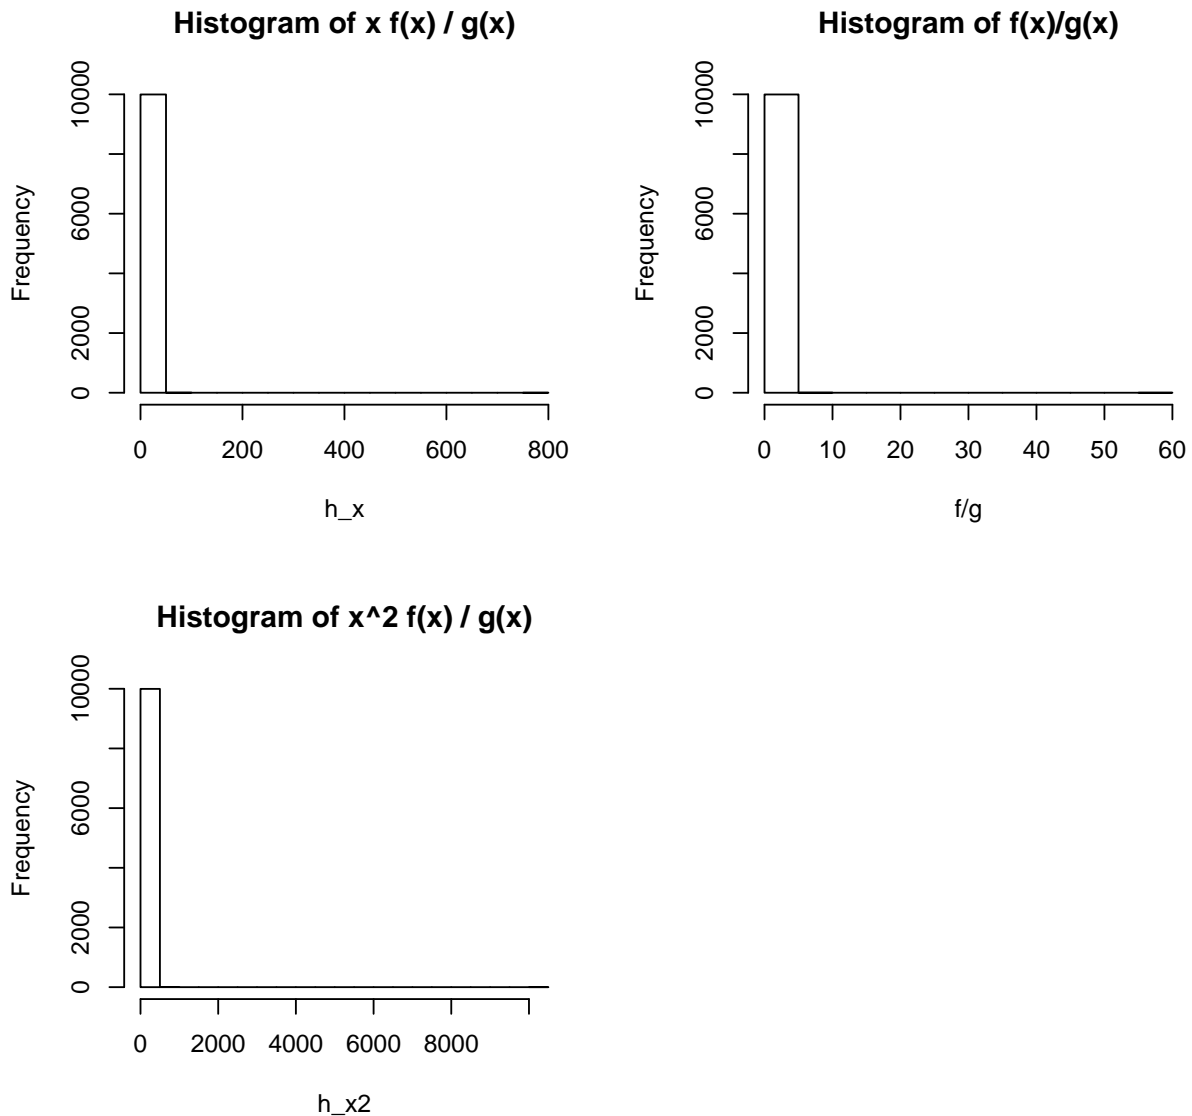 Histogram of x f(x) / g(x)
Frequency
0
2000
6000
10000
0 200 400 600 800
h_x
Histogram of f(x)/g(x)
Frequency
0
2000
6000
10000
0 10 20 30 40 50 60
f/g
Histogram of x^2 f(x) / g(x)
Frequency
0
2000
6000
10000
0 2000 4000 6000 8000
h_x2